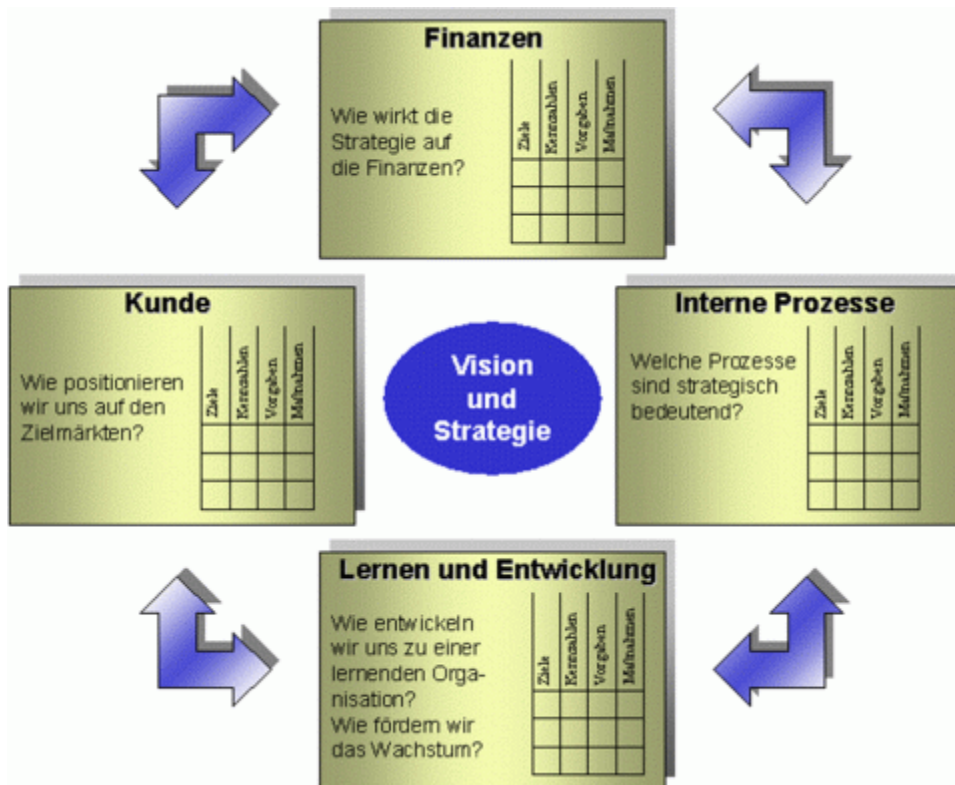 Finanzen
Wie wirkt die
Strategie auf
die Finanzen?
Ziele
Kennzahlen
Vorgaben
Maßnahmen
Kunde
Wie positionieren
wir uns auf den
Zielmärkten?
Ziele
Kennzahlen
Vorgaben
Maßnahmen
Vision
und
Strategie
Interne Prozesse
Welche Prozesse
sind strategisch
bedeutend?
Ziele
Kennzahlen
Vorgaben
Maßnahmen
Lernen und Entwicklung
Wie entwickeln
wir uns zu einer
lernenden Orga-
nisation?
Wie fördern wir
das Wachstum?
Ziele
Kennzahlen
Vorgaben
Maßnahmen